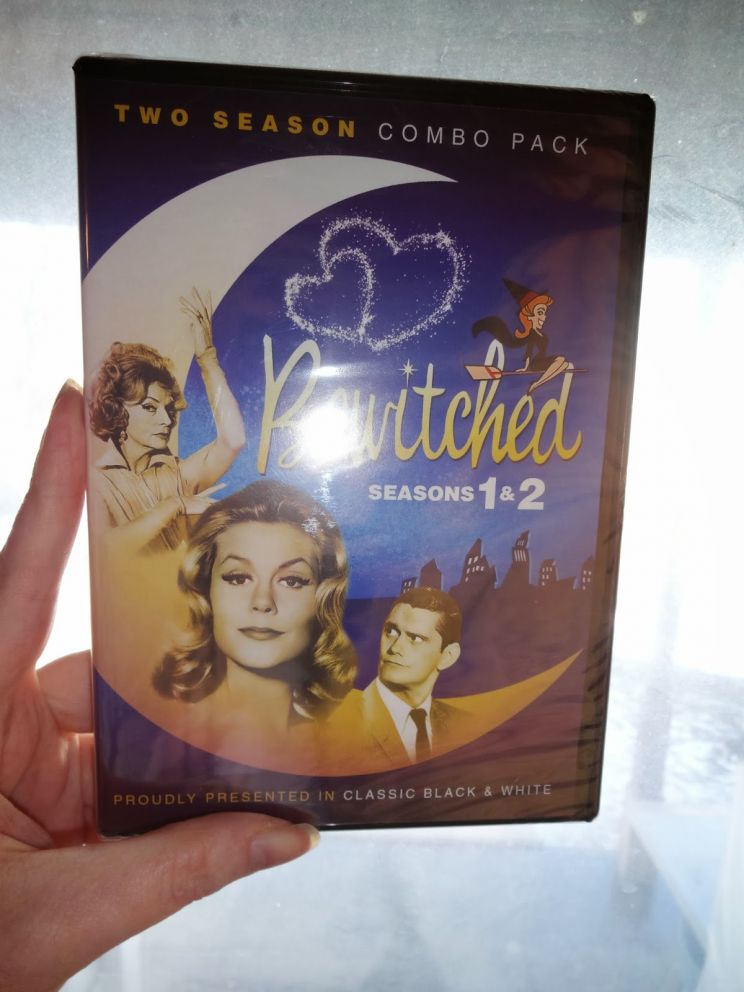 TWO SEASON COMBO PACK
Bewitched
SEASONS 1 & 2
PROUDLY PRESENTED IN CLASSIC BLACK & WHITE